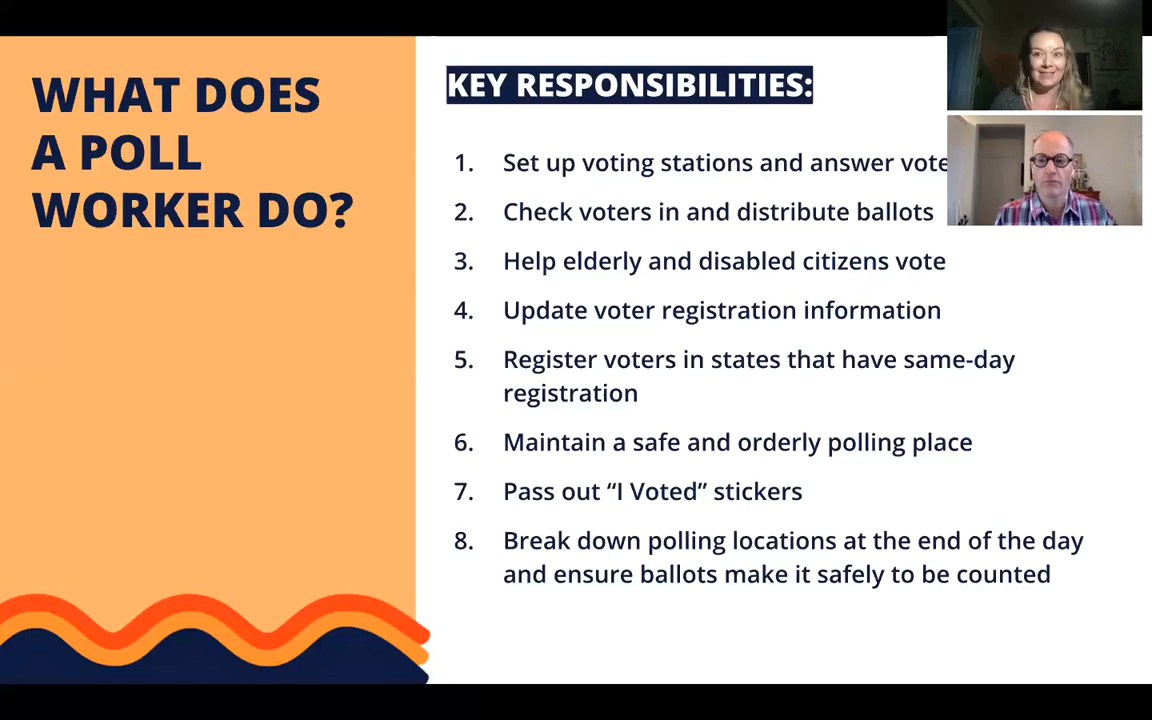 WHAT DOES
A POLL
WORKER DO?
KEY RESPONSIBILITIES:
1. Set up voting stations and answer
2. Check voters in and distribute ballots
3. Help elderly and disabled citizens vote
4. Update voter registration information
5. Register voters in states that have same-day
registration
6. Maintain a safe and orderly polling place
7. Pass out “I Voted” stickers
8. Break down polling locations at the end of the day
and ensure ballots make it safely to be counted